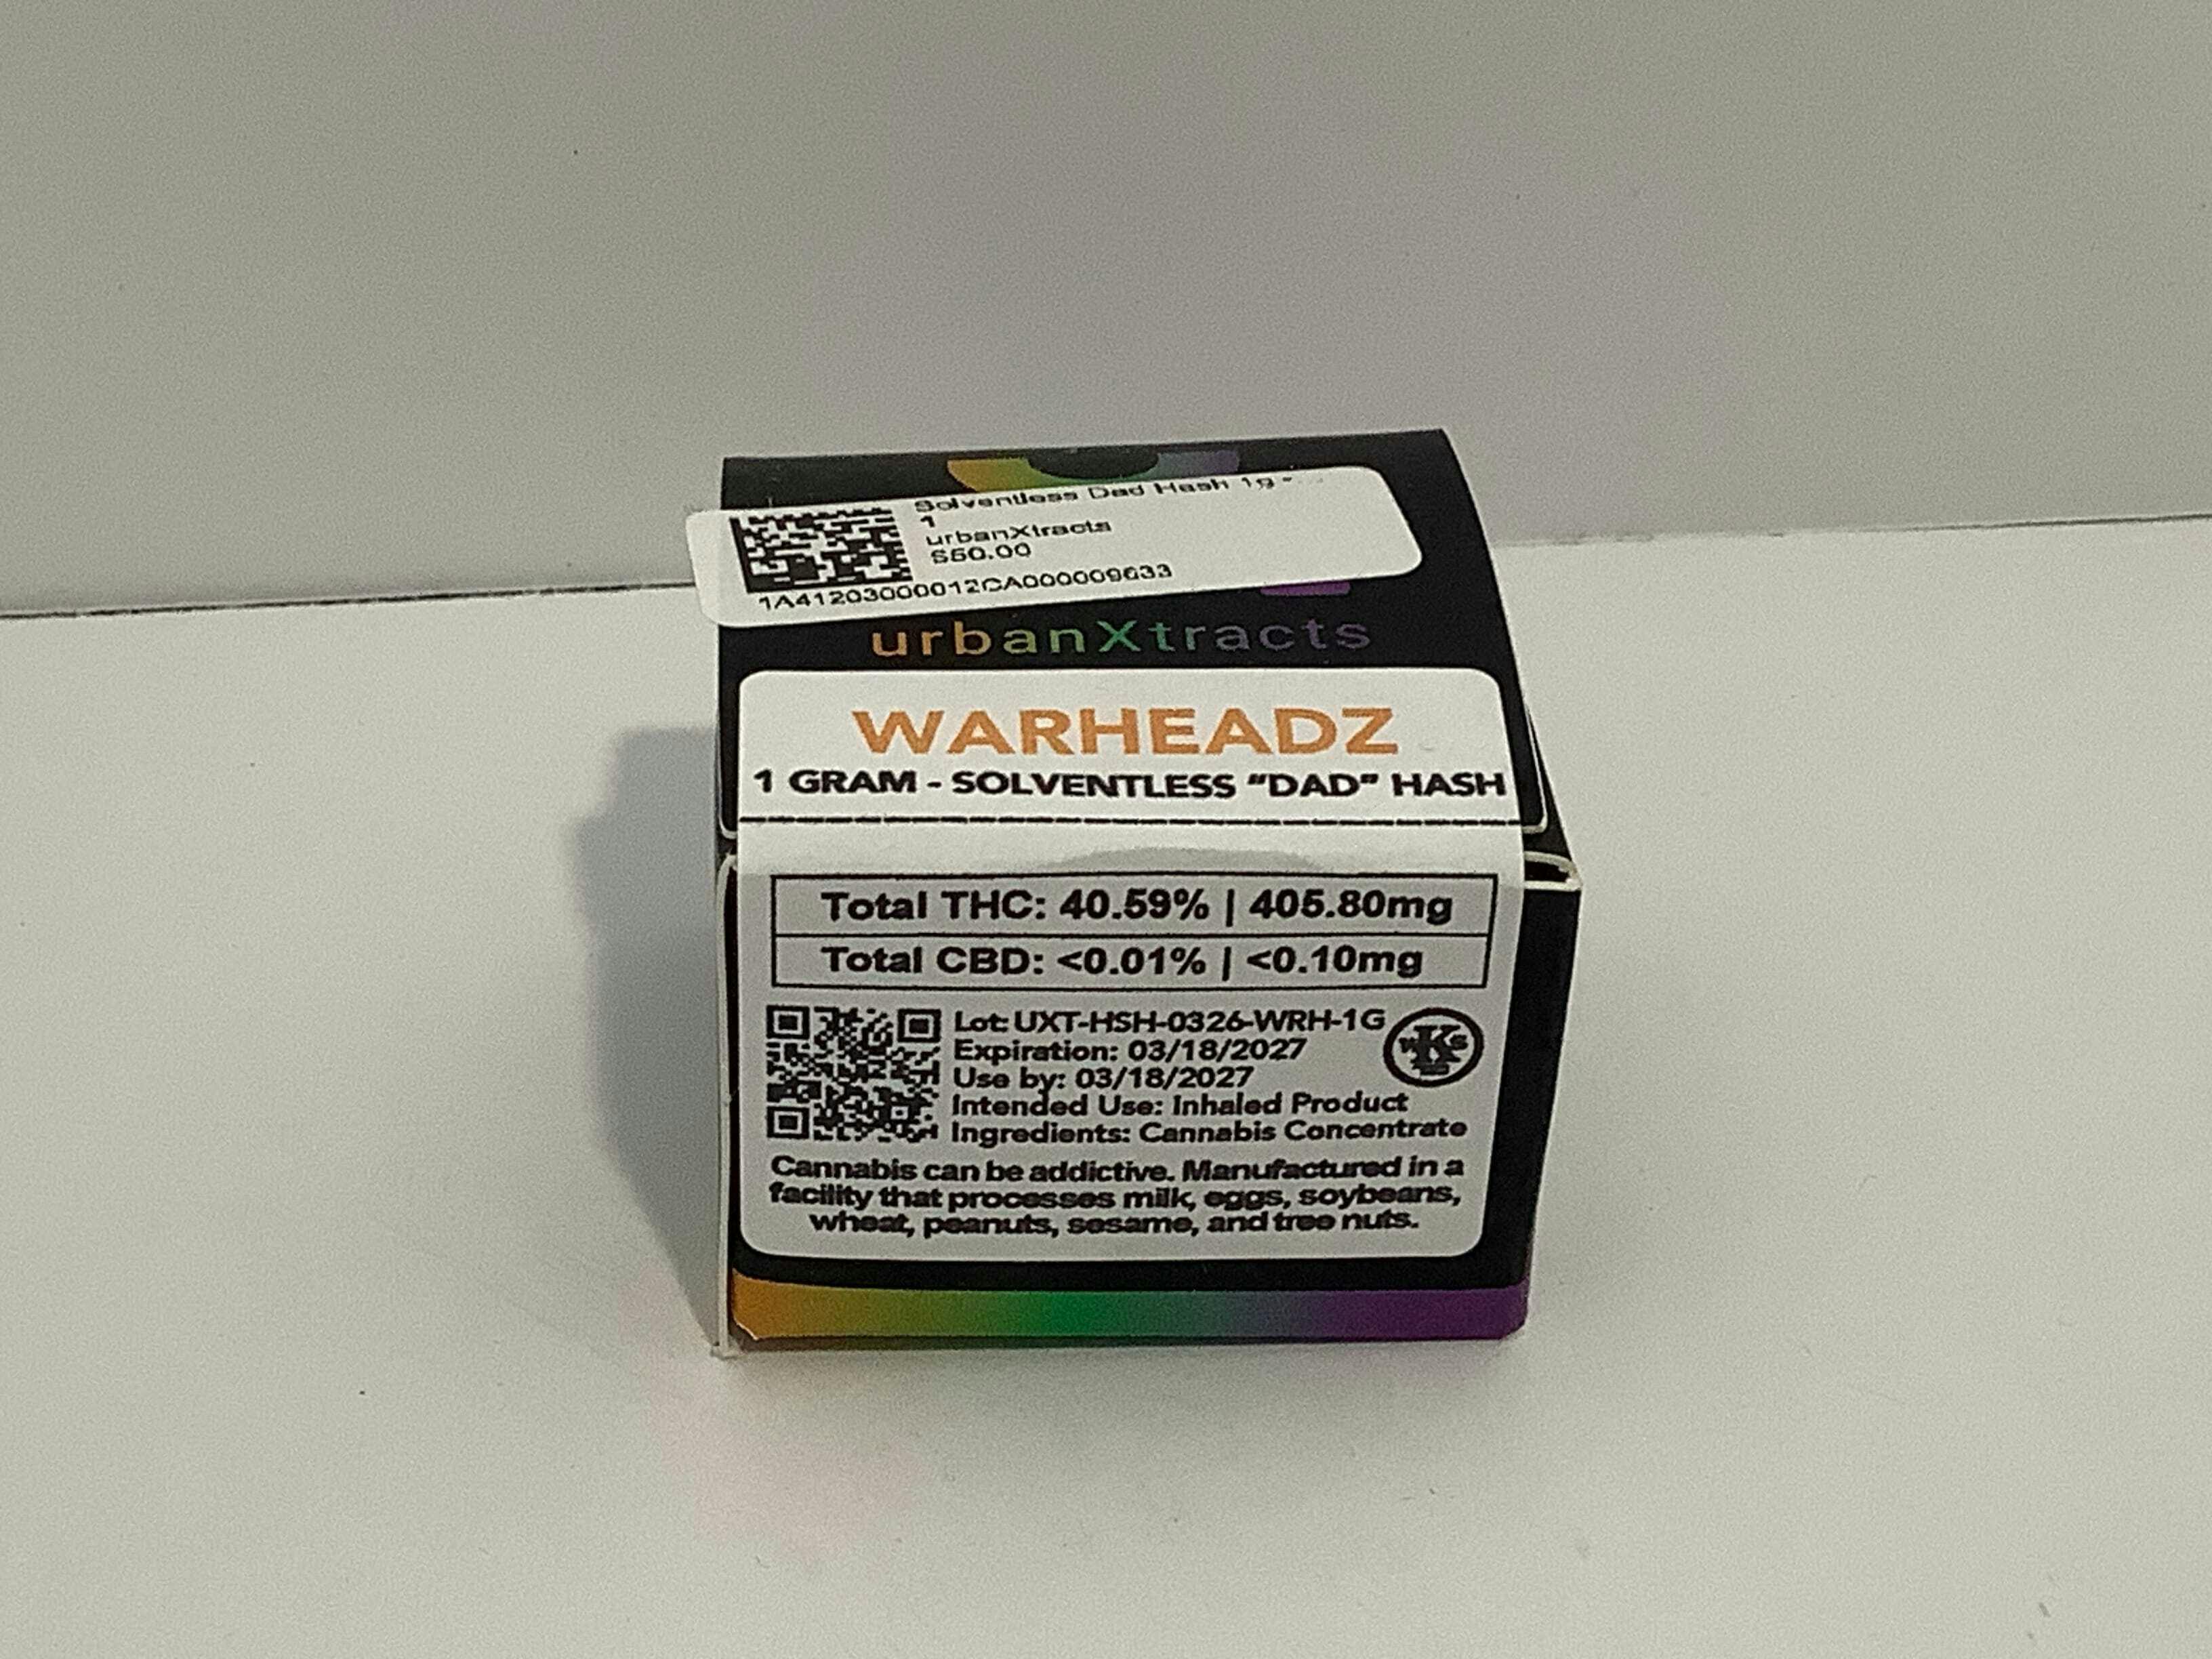 Solventless Dad Hash 1g -
1
urbanXtracts
$50.00
1A41203000012CA000009633
urbanXtracts
WARHEADZ
1 GRAM - SOLVENTLESS "DAD" HASH
Total THC: 40.59% | 405.80mg
Total CBD: <0.01% | <0.10mg
Lot: UXT-HSH-0326-WRH-1G
Expiration: 03/18/2027
Use by: 03/18/2027
Intended Use: Inhaled Product
Ingredients: Cannabis Concentrate
K
Cannabis can be addictive. Manufactured in a
facility that processes milk, eggs, soybeans,
wheat, peanuts, sesame, and tree nuts.